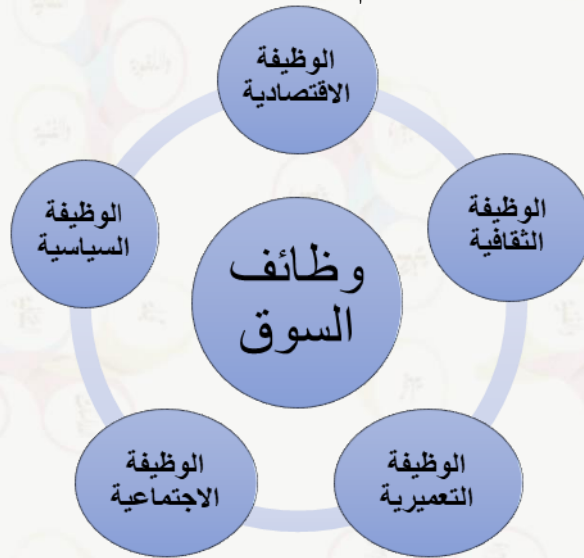 الوظيفة
الاقتصادية
الوظيفة
الثقافية
الوظيفة
السياسية
وظائف
السوق
الوظيفة
التعميرية
الوظيفة
الاجتماعية